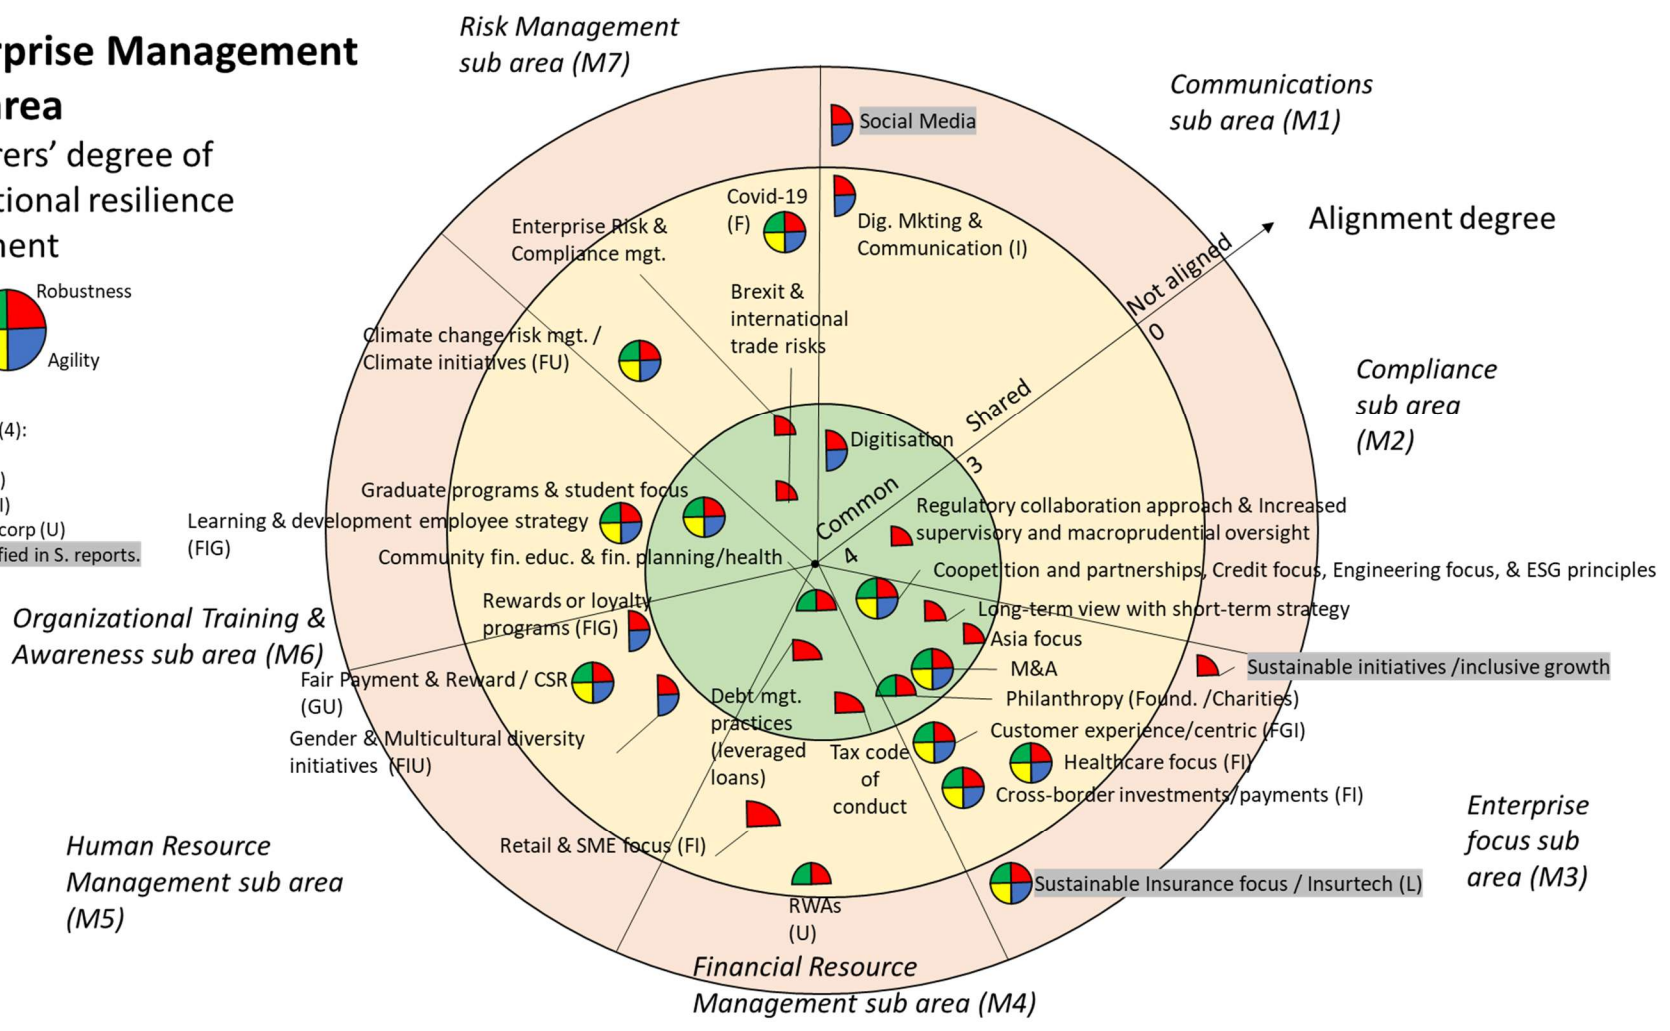 rprise Management
area
rers' degree of
tional resilience
nent
Robustness
Agility
(4):
)
I)
corp (U)
fied in S. reports.
Risk Management
sub area (M7)
Communications
sub area (M1)
Social Media
Covid-19
(F)
Dig. Mkting &
Communication (I)
Enterprise Risk &
Compliance mgt.
Alignment degree
Not aligned
0
Brexit &
international
trade risks
Climate change risk mgt. /
Climate initiatives (FU)
Compliance
sub area
(M2)
Shared
3
Digitisation
Common
4
Graduate programs & student focus
Learning & development employee strategy
(FIG)
Community fin. educ. & fin. planning/health
Regulatory collaboration approach & Increased
supervisory and macroprudential oversight
Coopetition and partnerships, Credit focus, Engineering focus, & ESG principles
Long-term view with short-term strategy
Asia focus
M&A
Sustainable initiatives /inclusive growth
Philanthropy (Found. /Charities)
Customer experience/centric (FGI)
Healthcare focus (FI)
Cross-border investments/payments (FI)
Organizational Training &
Awareness sub area (M6)
Rewards or loyalty
programs (FIG)
Fair Payment & Reward / CSR
(GU)
Gender & Multicultural diversity
initiatives (FIU)
Debt mgt.
practices
(leveraged
loans)
Tax code
of
conduct
Retail & SME focus (FI)
RWAs
(U)
Sustainable Insurance focus / Insurtech (L)
Enterprise
focus sub
area (M3)
Human Resource
Management sub area
(M5)
Financial Resource
Management sub area (M4)